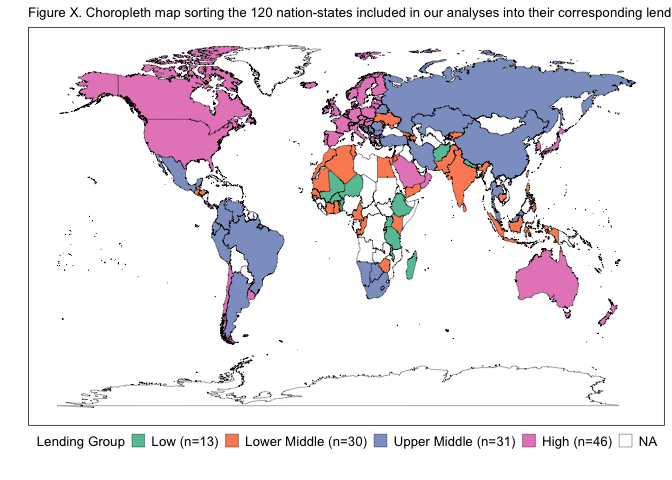 Figure X. Choropleth map sorting the 120 nation-states included in our analyses into their corresponding lend
Lending Group Low (n=13) Lower Middle (n=30) Upper Middle (n=31) High (n=46) NA